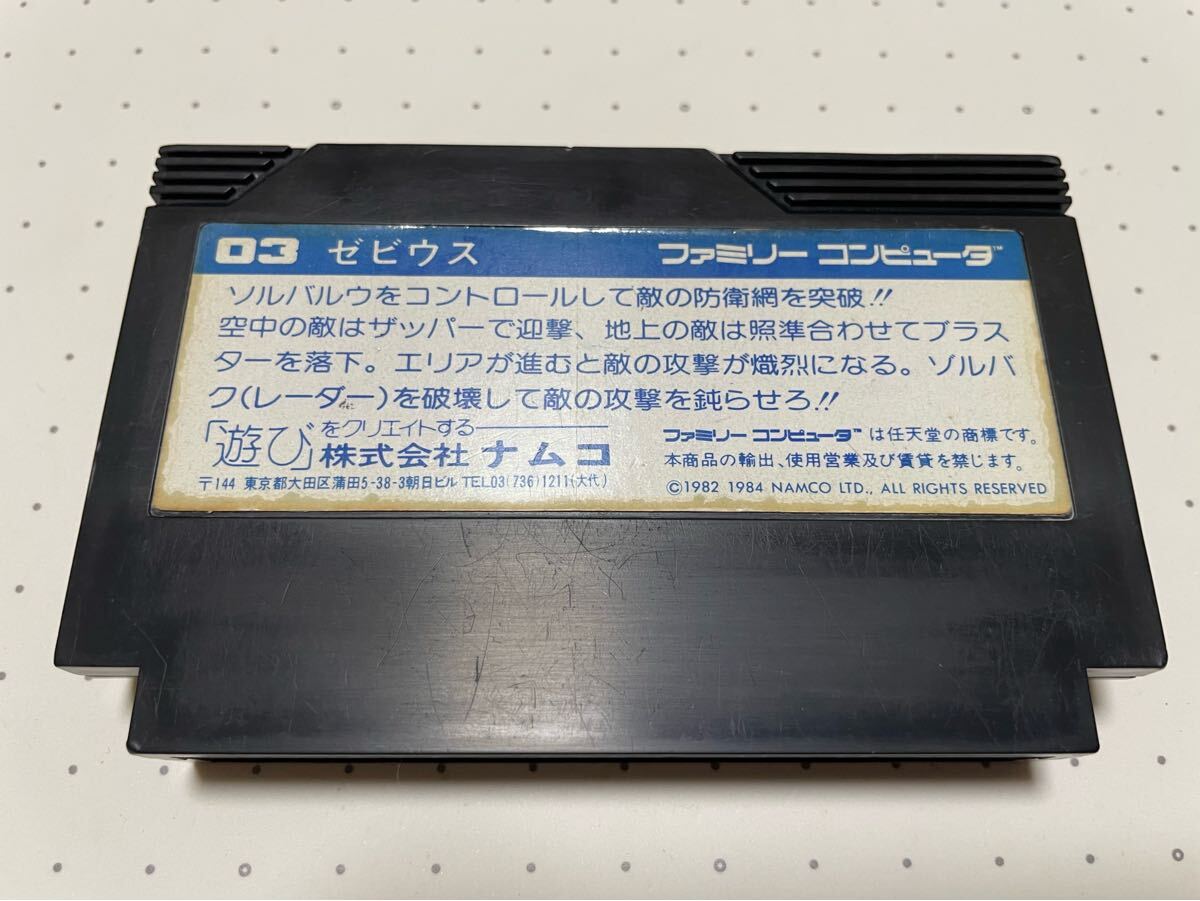 03 ゼビウス ファミリー コンピュータ™
ソルバルウをコントロールして敵の防衛網を突破!!
空中の敵はザッパーで迎撃、地上の敵は照準合わせてブラス
ターを落下。エリアが進むと敵の攻撃が熾烈になる。ゾルバ
ク(レーダー)を破壊して敵の攻撃を鈍らせろ!!
「遊び」をクリエイトする
株式会社 ナムコ
〒144 東京都大田区蒲田5-38-3朝日ビル TEL03(736)1211(大代)
ファミリー コンピュータ™ は任天堂の商標です。
本商品の輸出、使用営業及び賃貸を禁じます。
©1982 1984 NAMCO LTD., ALL RIGHTS RESERVED